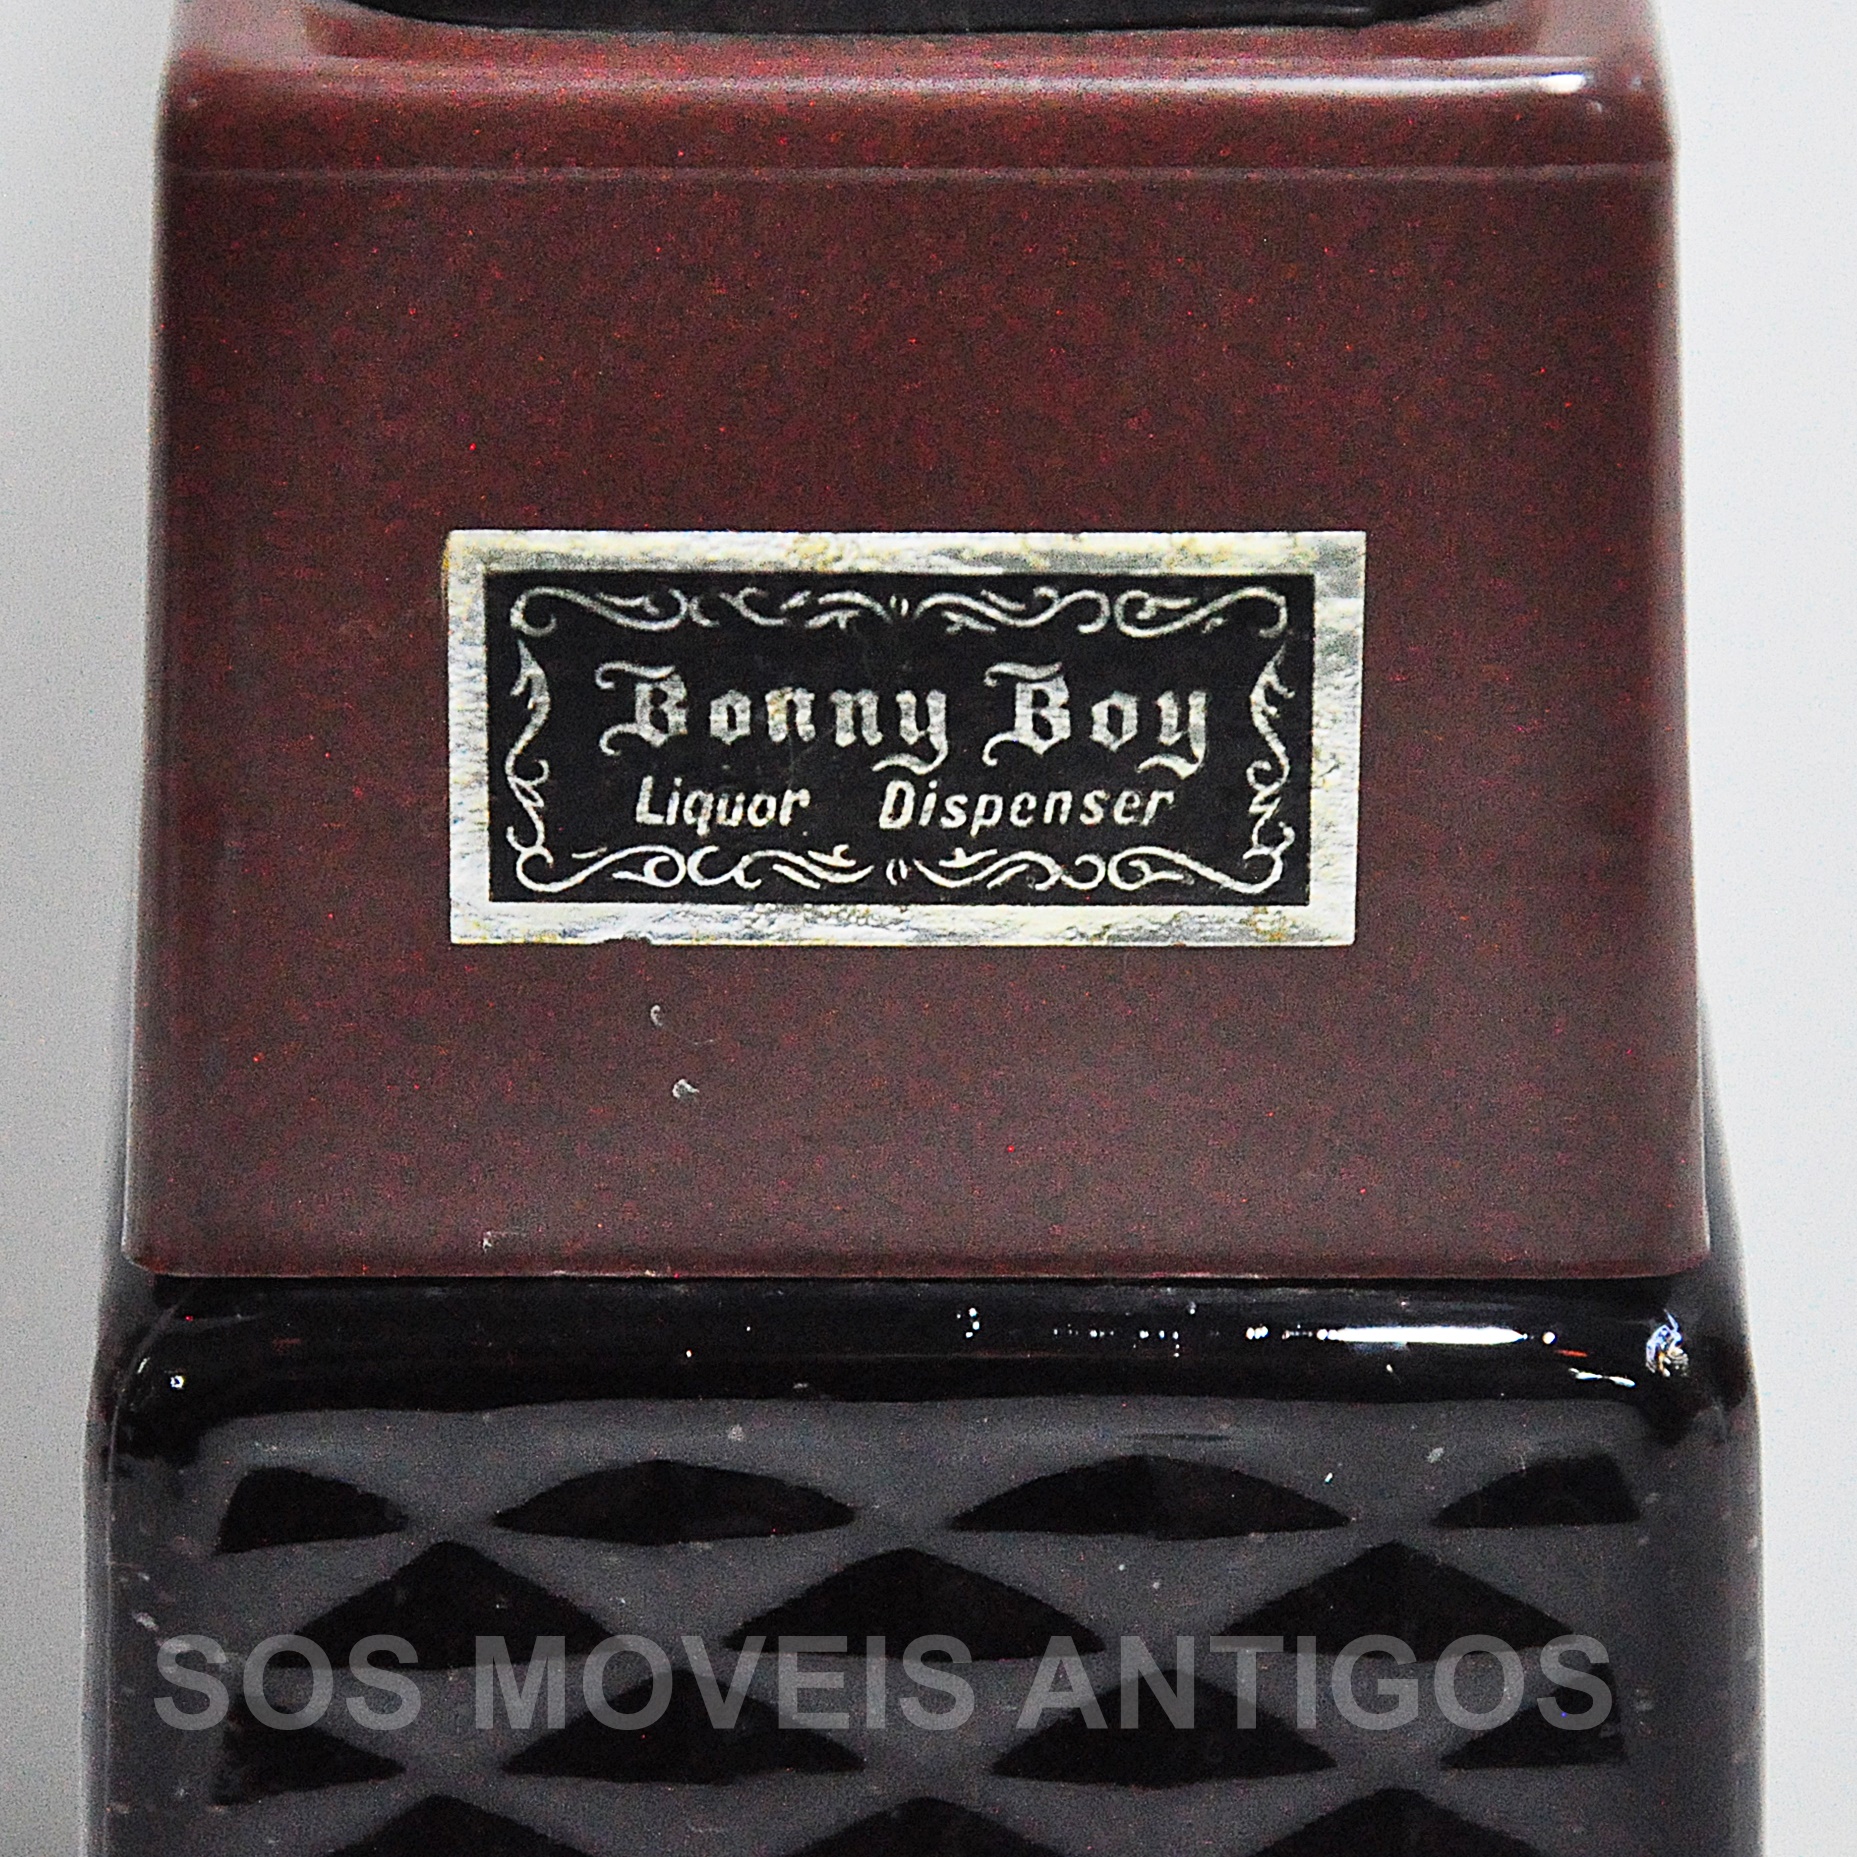 Bonny Boy
Liquor Dispenser
SOS MOVEIS ANTIGOS